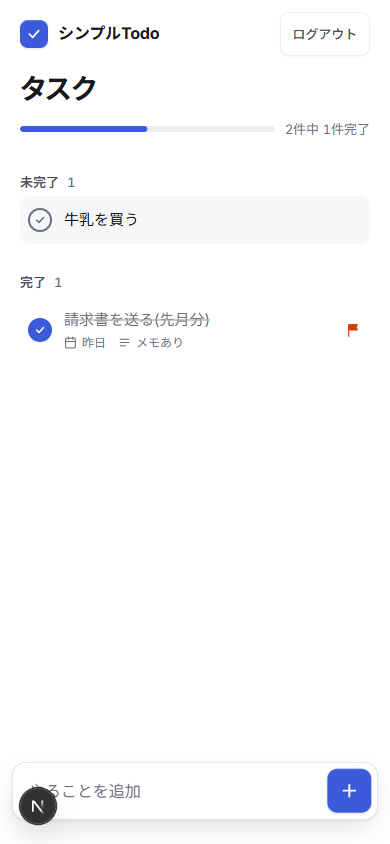 シンプルTodo
ログアウト
タスク
2件中 1件完了
未完了 1
牛乳を買う
完了 1
請求書を送る(先月分)
昨日 メモあり
やることを追加
N